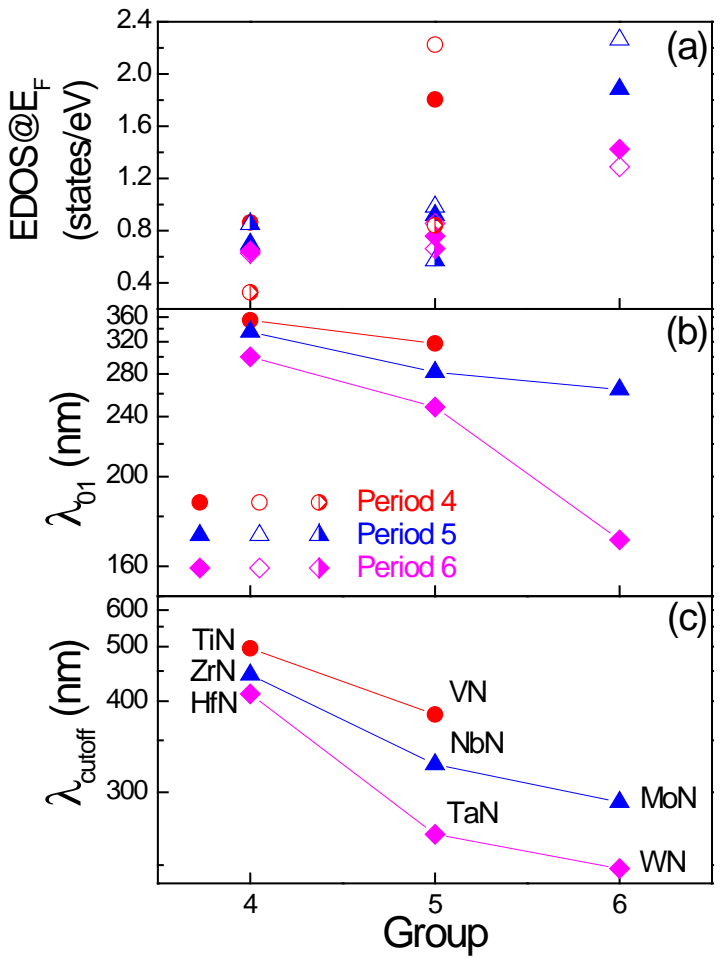 (a)
EDOS@E_F
(states/eV)
2.4
2.0
1.6
1.2
0.8
0.4
(b)
λ_01 (nm)
360
320
280
240
200
160
Period 4
Period 5
Period 6
(c)
λ_cutoff (nm)
600
500
400
300
TiN
ZrN
HfN
VN
NbN
TaN
MoN
WN
4 5 6
Group